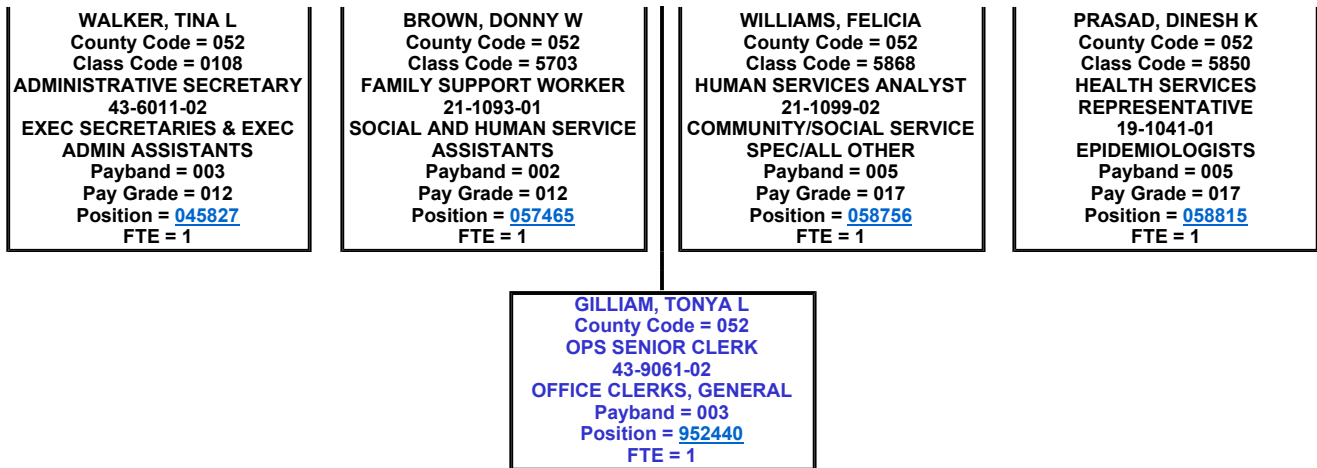 WALKER, TINA L
County Code = 052
Class Code = 0108
ADMINISTRATIVE SECRETARY
43-6011-02
EXEC SECRETARIES & EXEC
ADMIN ASSISTANTS
Payband = 003
Pay Grade = 012
Position = 045827
FTE = 1
BROWN, DONNY W
County Code = 052
Class Code = 5703
FAMILY SUPPORT WORKER
21-1093-01
SOCIAL AND HUMAN SERVICE
ASSISTANTS
Payband = 002
Pay Grade = 012
Position = 057465
FTE = 1
WILLIAMS, FELICIA
County Code = 052
Class Code = 5868
HUMAN SERVICES ANALYST
21-1099-02
COMMUNITY/SOCIAL SERVICE
SPEC/ALL OTHER
Payband = 005
Pay Grade = 017
Position = 058756
FTE = 1
PRASAD, DINESH K
County Code = 052
Class Code = 5850
HEALTH SERVICES
REPRESENTATIVE
19-1041-01
EPIDEMIOLOGISTS
Payband = 005
Pay Grade = 017
Position = 058815
FTE = 1
GILLIAM, TONYA L
County Code = 052
OPS SENIOR CLERK
43-9061-02
OFFICE CLERKS, GENERAL
Payband = 003
Position = 952440
FTE = 1